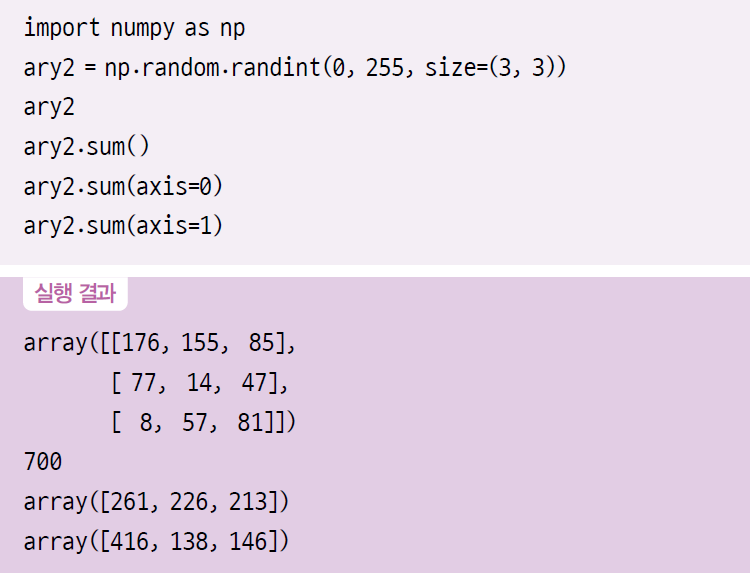 import numpy as np
ary2 = np.random.randint(0, 255, size=(3, 3))
ary2
ary2.sum()
ary2.sum(axis=0)
ary2.sum(axis=1)
실행 결과
array([[176, 155, 85],
[ 77, 14, 47],
[ 8, 57, 81]])
700
array([261, 226, 213])
array([416, 138, 146])